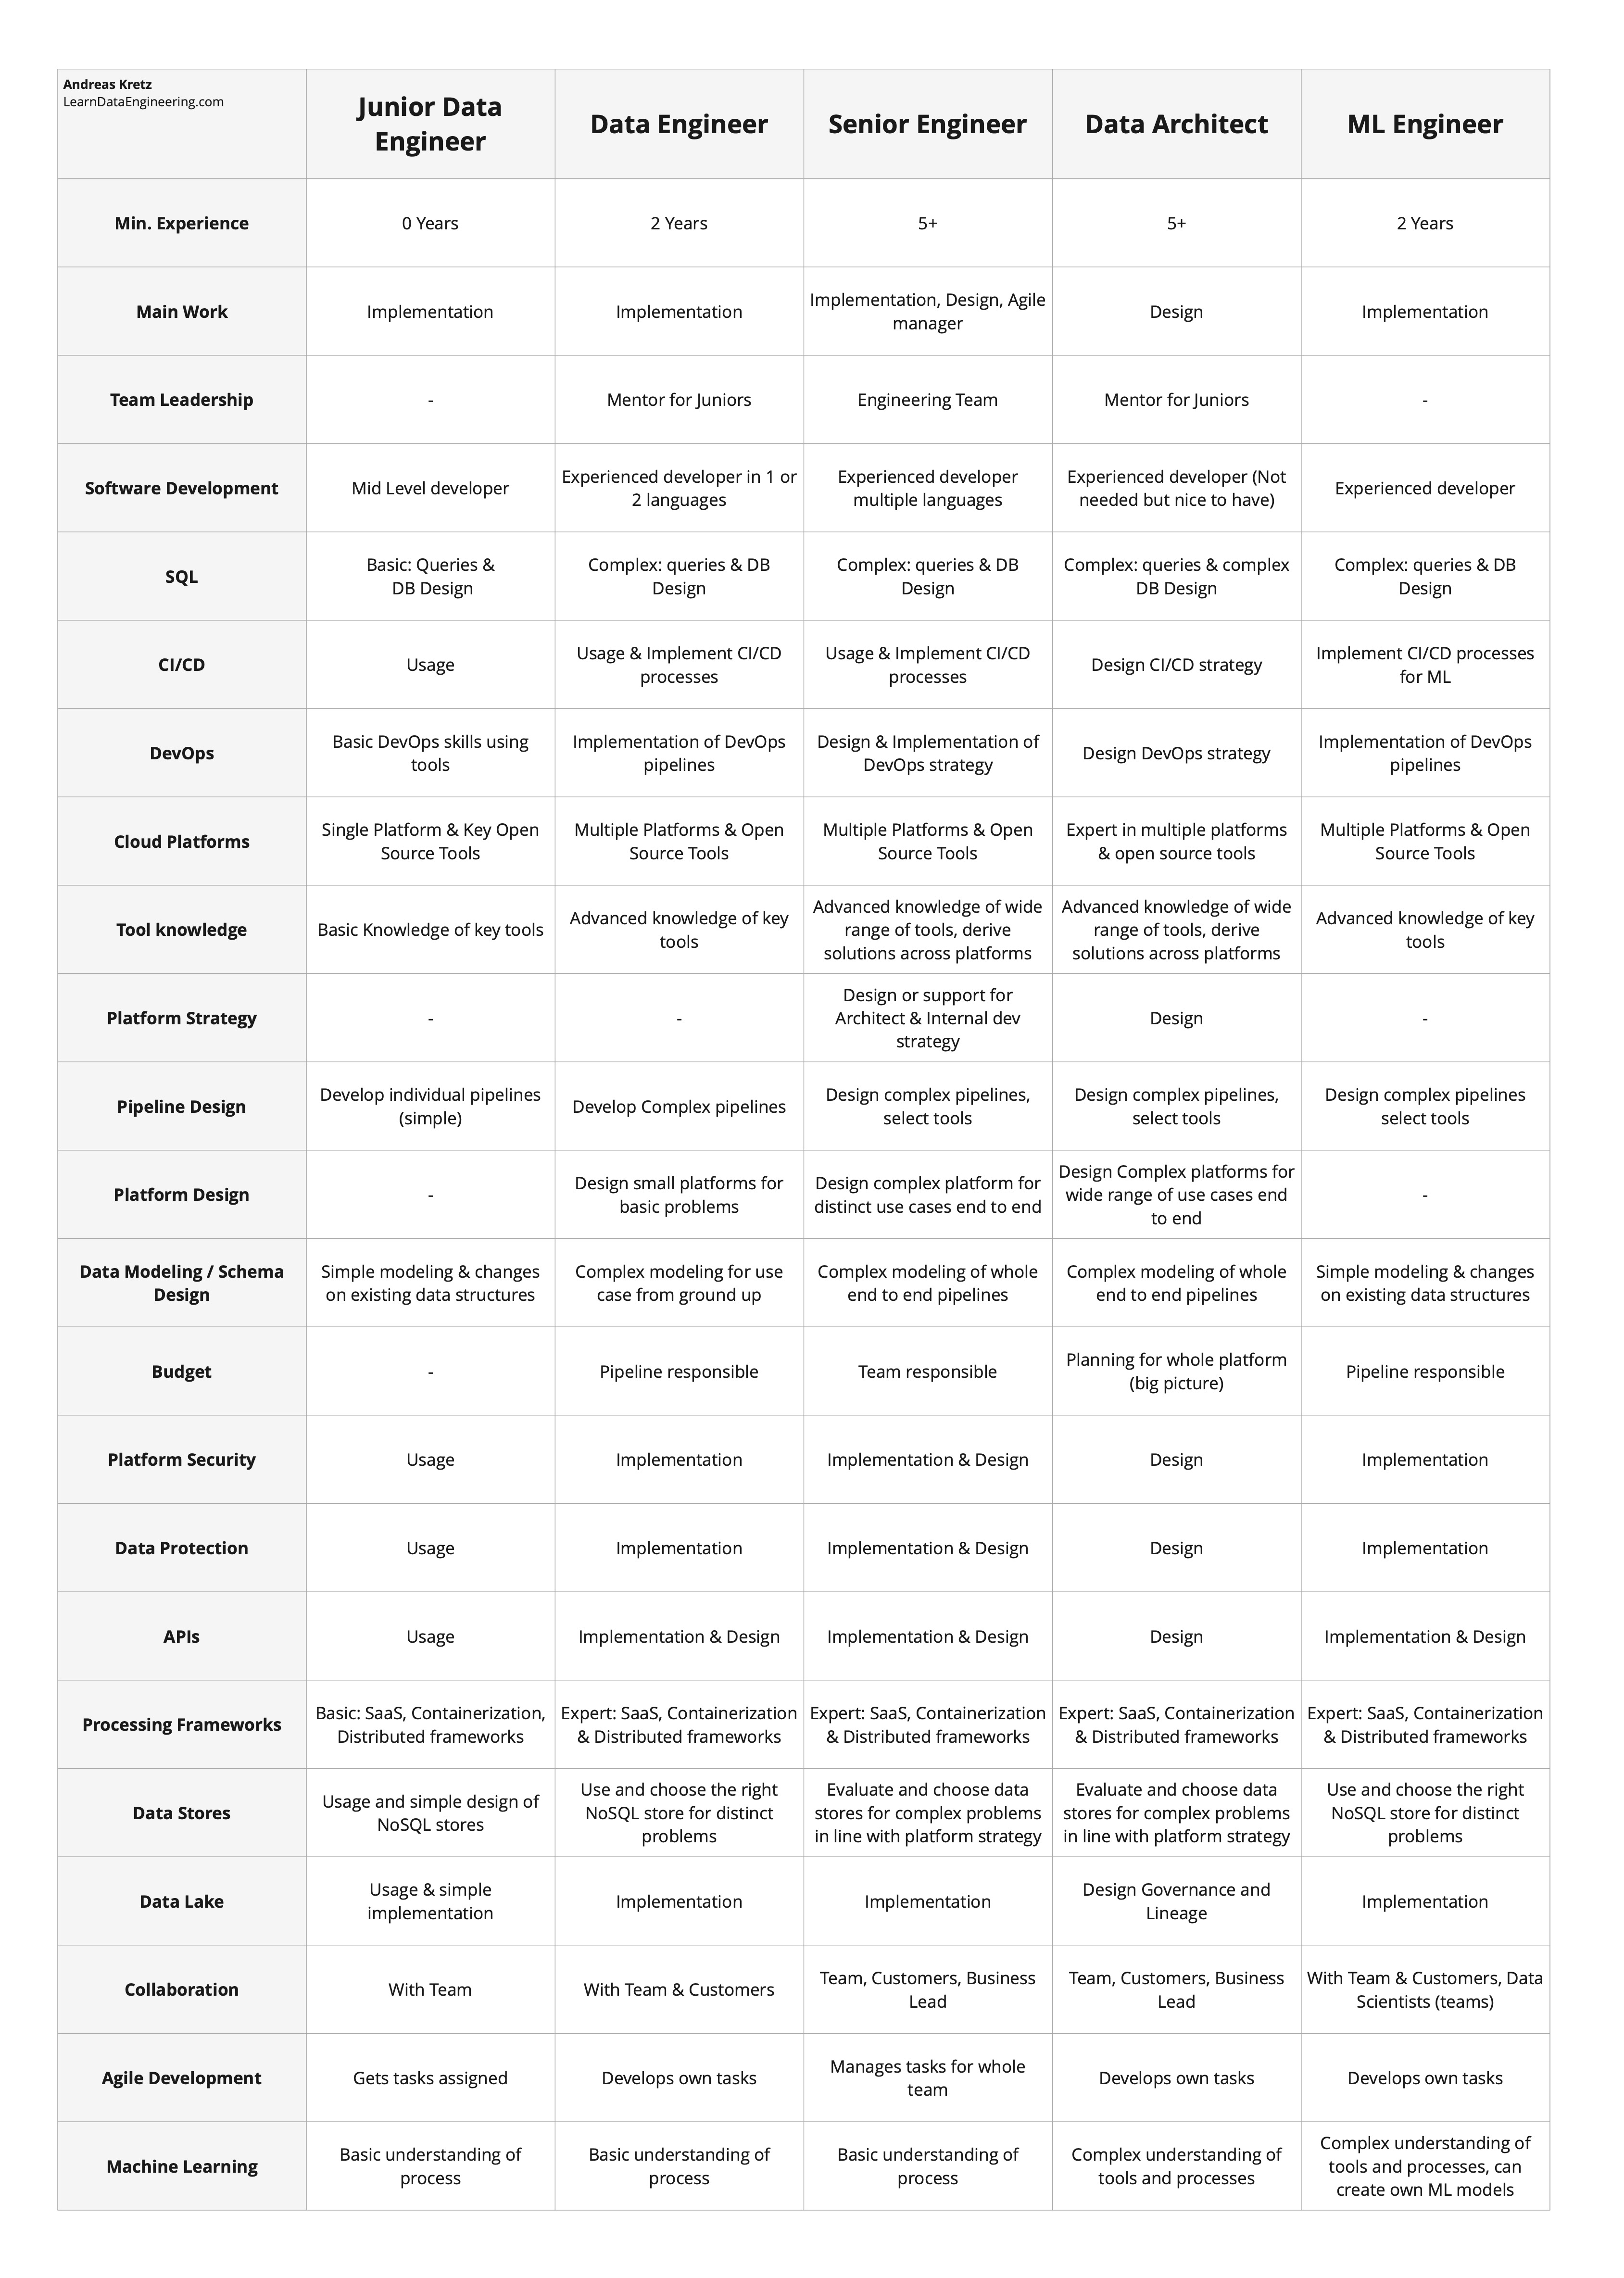 Andreas Kretz
LearnDataEngineering.com
Junior Data
Engineer
Data Engineer
Senior Engineer
Data Architect
ML Engineer
Min. Experience
0 Years
2 Years
5+
5+
2 Years
Main Work
Implementation
Implementation
Implementation, Design, Agile
manager
Design
Implementation
Team Leadership
-
Mentor for Juniors
Engineering Team
Mentor for Juniors
-
Software Development
Mid Level developer
Experienced developer in 1 or
2 languages
Experienced developer
multiple languages
Experienced developer (Not
needed but nice to have)
Experienced developer
SQL
Basic: Queries &
DB Design
Complex: queries & DB
Design
Complex: queries & DB
Design
Complex: queries & complex
DB Design
Complex: queries & DB
Design
CI/CD
Usage
Usage & Implement CI/CD
processes
Usage & Implement CI/CD
processes
Design CI/CD strategy
Implement CI/CD processes
for ML
DevOps
Basic DevOps skills using
tools
Implementation of DevOps
pipelines
Design & Implementation of
DevOps strategy
Design DevOps strategy
Implementation of DevOps
pipelines
Cloud Platforms
Single Platform & Key Open
Source Tools
Multiple Platforms & Open
Source Tools
Multiple Platforms & Open
Source Tools
Expert in multiple platforms
& open source tools
Multiple Platforms & Open
Source Tools
Tool knowledge
Basic Knowledge of key tools
Advanced knowledge of key
tools
Advanced knowledge of wide
range of tools, derive
solutions across platforms
Advanced knowledge of wide
range of tools, derive
solutions across platforms
Advanced knowledge of key
tools
Platform Strategy
-
-
Design or support for
Architect & Internal dev
strategy
Design
-
Pipeline Design
Develop individual pipelines
(simple)
Develop Complex pipelines
Design complex pipelines,
select tools
Design complex pipelines,
select tools
Design complex pipelines
select tools
Platform Design
-
Design small platforms for
basic problems
Design complex platform for
distinct use cases end to end
Design Complex platforms for
wide range of use cases end
to end
-
Data Modeling / Schema
Design
Simple modeling & changes
on existing data structures
Complex modeling for use
case from ground up
Complex modeling of whole
end to end pipelines
Complex modeling of whole
end to end pipelines
Simple modeling & changes
on existing data structures
Budget
-
Pipeline responsible
Team responsible
Planning for whole platform
(big picture)
Pipeline responsible
Platform Security
Usage
Implementation
Implementation & Design
Design
Implementation
Data Protection
Usage
Implementation
Implementation & Design
Design
Implementation
APIs
Usage
Implementation & Design
Implementation & Design
Design
Implementation & Design
Processing Frameworks
Basic: SaaS, Containerization,
Distributed frameworks
Expert: SaaS, Containerization
& Distributed frameworks
Expert: SaaS, Containerization
& Distributed frameworks
Expert: SaaS, Containerization
& Distributed frameworks
Expert: SaaS, Containerization
& Distributed frameworks
Data Stores
Usage and simple design of
NoSQL stores
Use and choose the right
NoSQL store for distinct
problems
Evaluate and choose data
stores for complex problems
in line with platform strategy
Evaluate and choose data
stores for complex problems
in line with platform strategy
Use and choose the right
NoSQL store for distinct
problems
Data Lake
Usage & simple
implementation
Implementation
Implementation
Design Governance and
Lineage
Implementation
Collaboration
With Team
With Team & Customers
Team, Customers, Business
Lead
Team, Customers, Business
Lead
With Team & Customers, Data
Scientists (teams)
Agile Development
Gets tasks assigned
Develops own tasks
Manages tasks for whole
team
Develops own tasks
Develops own tasks
Machine Learning
Basic understanding of
process
Basic understanding of
process
Basic understanding of
process
Complex understanding of
tools and processes
Complex understanding of
tools and processes, can
create own ML models